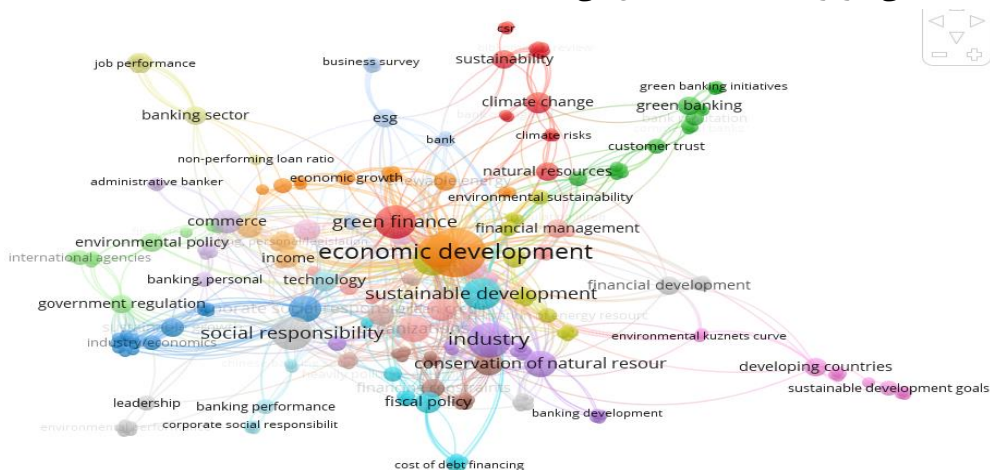 csr
sustainability
job performance
business survey
green banking initiatives
climate change
green banking
banking sector
esg
climate risks
bank
customer trust
non-performing loan ratio
natural resources
economic growth
administrative banker
environmental sustainability
commerce
green finance
financial management
environmental policy
economic development
international agencies
income
banking, personal
technology
financial development
sustainable development
government regulation
social responsibility
industry
environmental kuznets curve
industry/economics
conservation of natural resour
developing countries
sustainable development goals
financial constraints
leadership
banking performance
fiscal policy
banking development
corporate social responsibilit
cost of debt financing